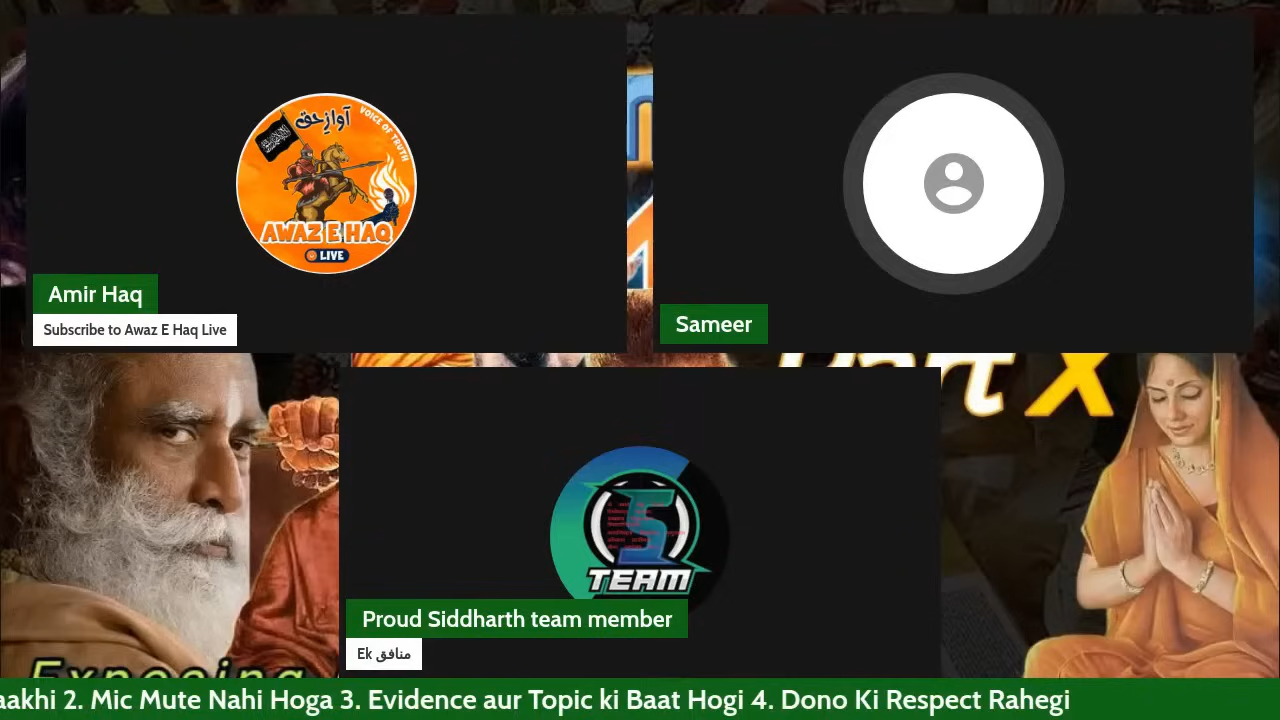 آوازِ حق
VOICE OF TRUTH
AWAZ E HAQ
LIVE
Amir Haq
Subscribe to Awaz E Haq Live
Sameer
Part X
S
TEAM
Proud Siddharth team member
Ek منافق
Exposing
aakhi 2. Mic Mute Nahi Hoga 3. Evidence aur Topic ki Baat Hogi 4. Dono Ki Respect Rahegi